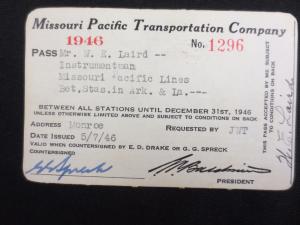 Missouri Pacific Transportation Company
1946 No. 1296
PASS Mr. W. E. Laird --
Instrumentman
Missouri Pacific Lines
Bet. Stas. in Ark. & La. ---
BETWEEN ALL STATIONS UNTIL DECEMBER 31ST, 1946
UNLESS OTHERWISE LIMITED ABOVE AND SUBJECT TO CONDITIONS ON BACK
ADDRESS Monroe REQUESTED BY JWT
DATE ISSUED 5/7/46
VALID WHEN COUNTERSIGNED BY E. D. DRAKE OR G. G. SPRECK
COUNTERSIGNED
GG Spreck
PRESIDENT
THIS PASS ACCEPTED BY ME SUBJECT
TO CONDITIONS ON BACK